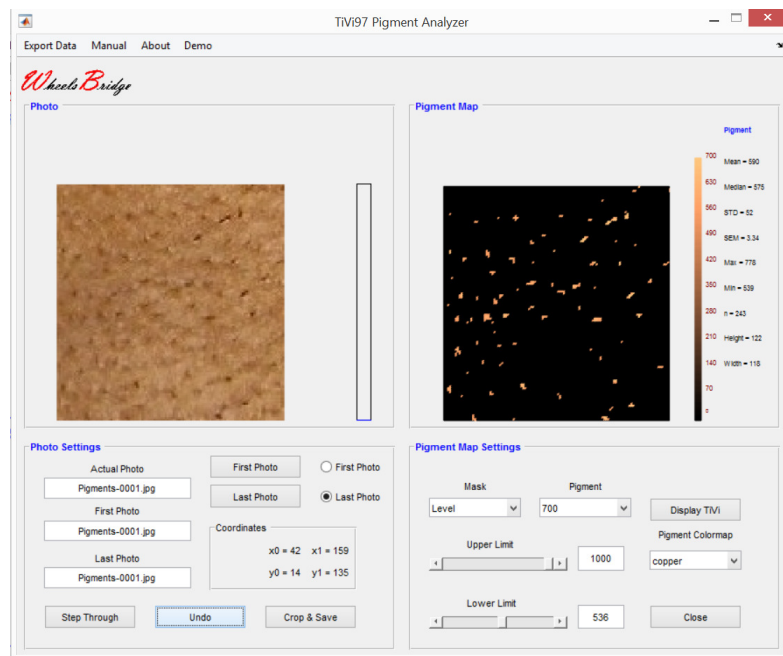 TiVi97 Pigment Analyzer
Export Data Manual About Demo
WheelsBridge
Photo
Pigment Map
Pigment
700
630
560
490
420
350
280
210
140
70
0
Mean = 590
Median = 575
STD = 52
SEM = 3.34
Max = 778
Min = 539
n = 243
Height = 122
Width = 118
Photo Settings
Actual Photo
Pigments-0001.jpg
First Photo
Pigments-0001.jpg
Last Photo
Pigments-0001.jpg
First Photo
Last Photo
First Photo
Last Photo
Coordinates
x0 = 42 x1 = 159
y0 = 14 y1 = 135
Step Through Undo Crop & Save
Pigment Map Settings
Mask Pigment
Level 700 Display TiVi
Upper Limit
1000
Pigment Colormap
copper
Lower Limit
536
Close